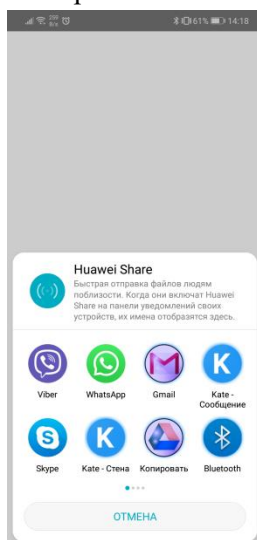 299
B/s
61% 14:18
Huawei Share
Быстрая отправка файлов людям
поблизости. Когда они включат Huawei
Share на панели уведомлений своих
устройств, их имена отобразятся здесь.
Viber WhatsApp Gmail Kate -
Сообщение
Skype Kate - Стена Копировать Bluetooth
ОТМЕНА